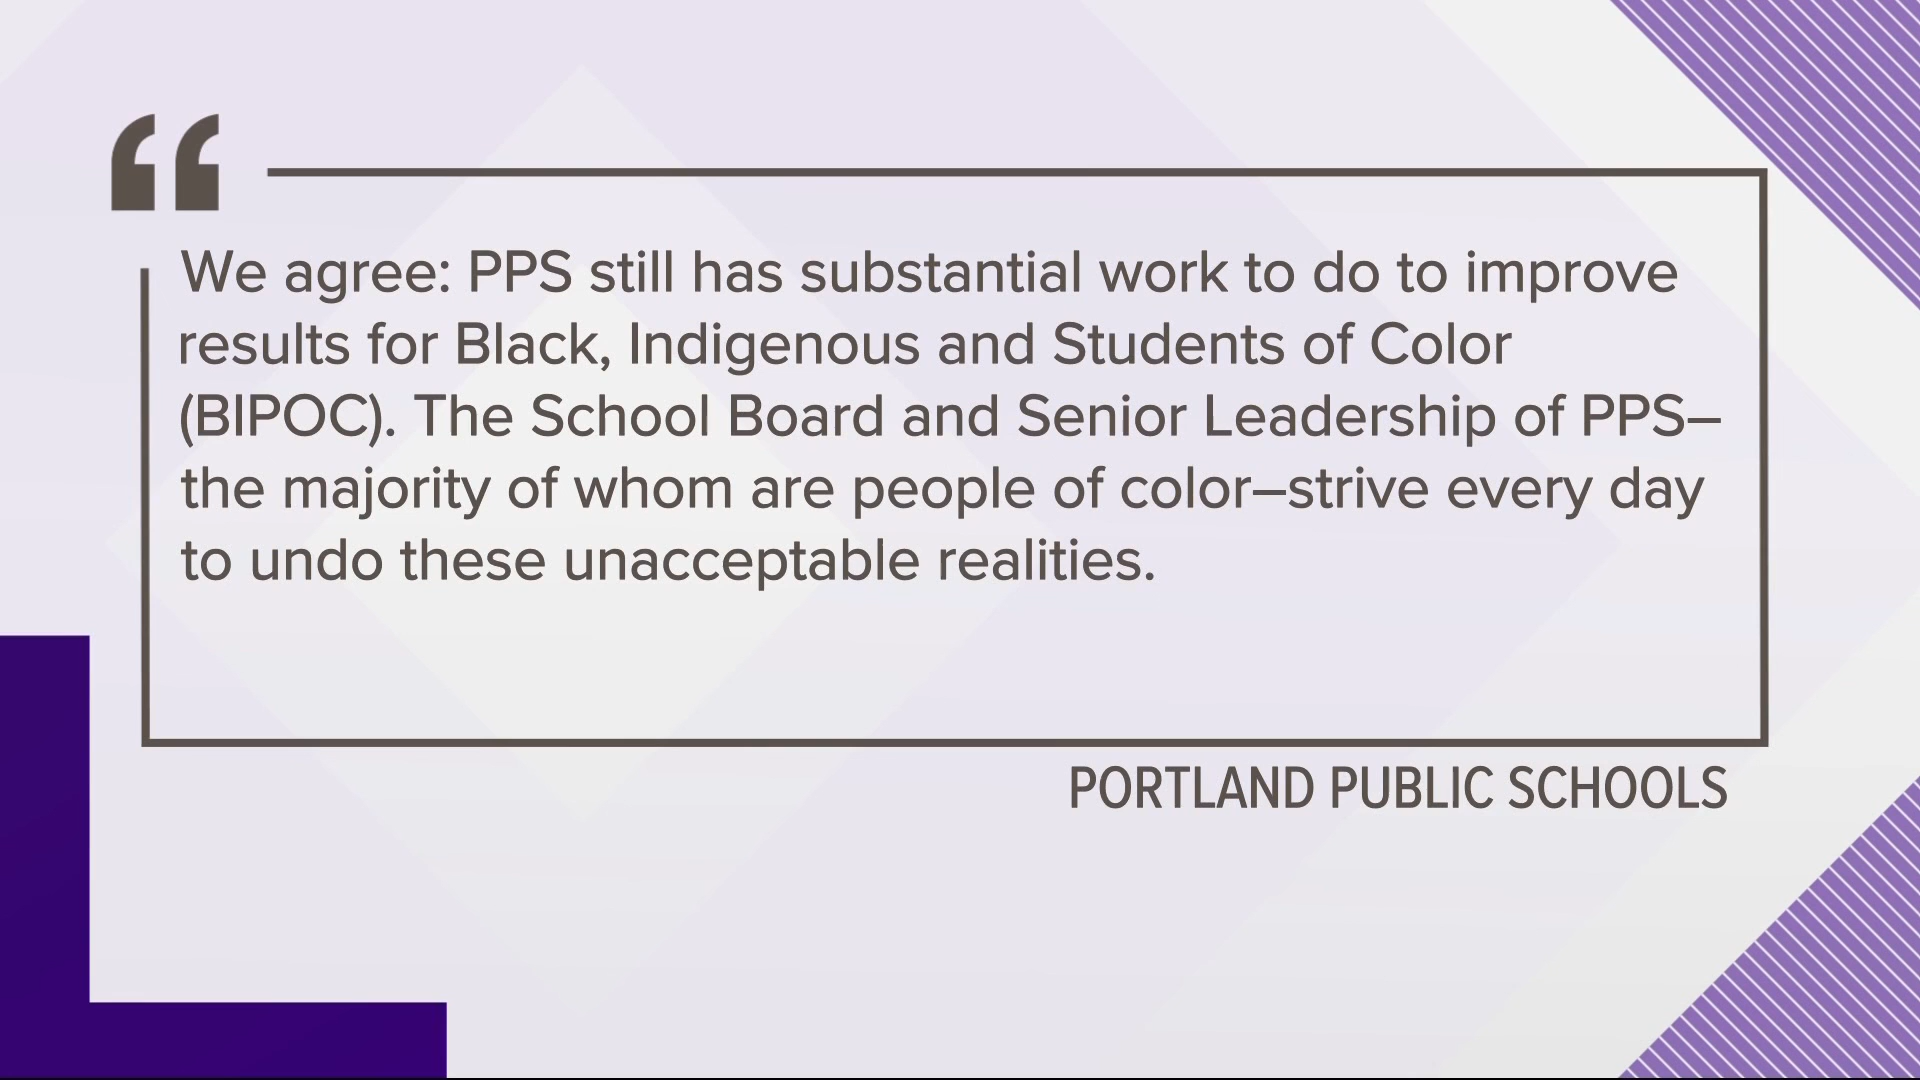 “
We agree: PPS still has substantial work to do to improve
results for Black, Indigenous and Students of Color
(BIPOC). The School Board and Senior Leadership of PPS–
the majority of whom are people of color–strive every day
to undo these unacceptable realities.
PORTLAND PUBLIC SCHOOLS